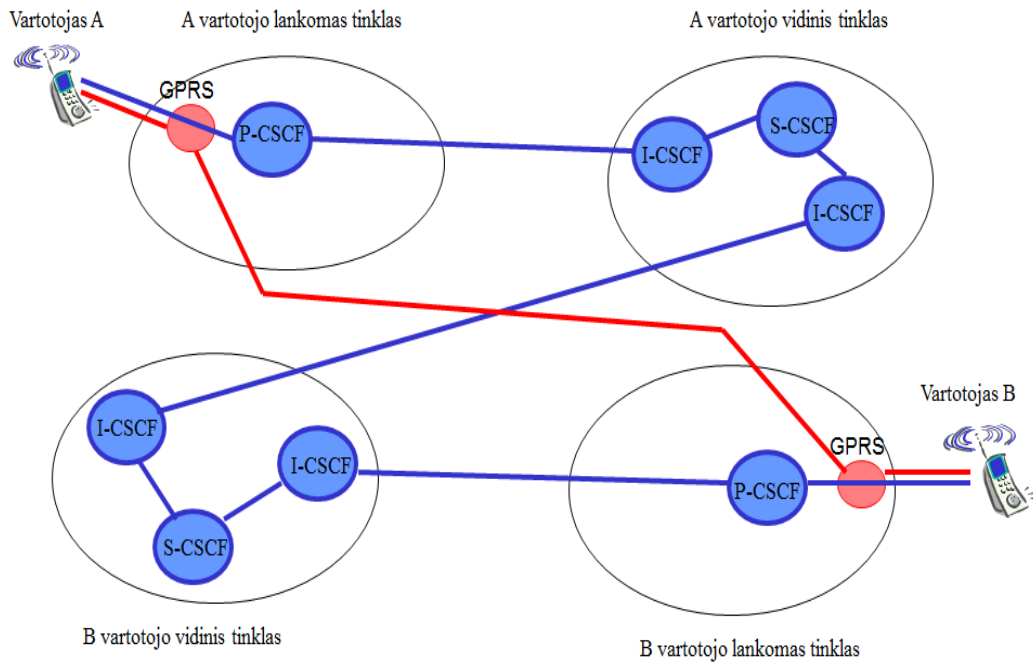 Vartotojas A
A vartotojo lankomas tinklas
A vartotojo vidinis tinklas
GPRS
P-CSCF
I-CSCF
S-CSCF
I-CSCF
I-CSCF
S-CSCF
I-CSCF
P-CSCF
GPRS
Vartotojas B
B vartotojo vidinis tinklas
B vartotojo lankomas tinklas